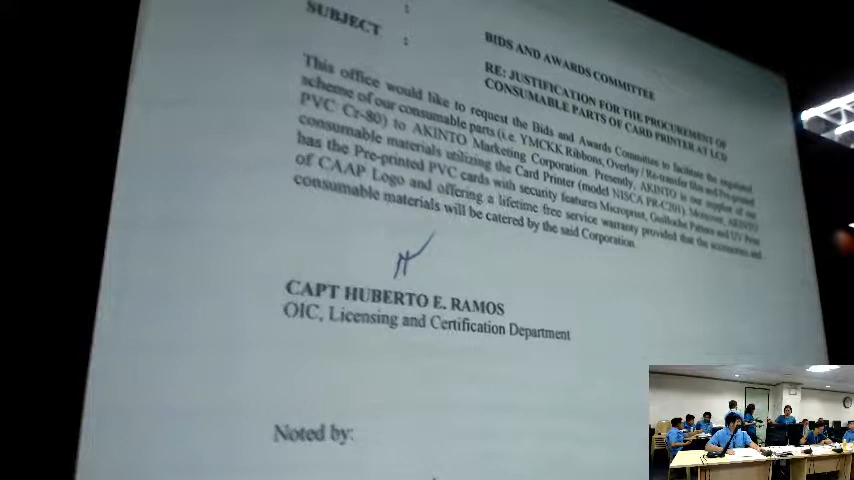 SUBJECT :
:
BIDS AND AWARDS COMMITTEE
RE: JUSTIFICATION FOR THE PROCUREMENT OF
CONSUMABLE PARTS OF CARD PRINTER AT LCD
This office would like to request the Bids and Awards Committee to facilitate the negotiated
scheme of our consumable parts (i.e. YMCKK Ribbons, Overlay / Re-transfer film and Pre-printed
PVC Cr-80) to AKINTO Marketing Corporation. Presently, AKINTO is our supplier of our
consumable materials utilizing the Card Printer (model NISCA PR-C201). Moreover, AKINTO
has the Pre-printed PVC cards with security features Microprint, Guilloche Pattern and UV Print
of CAAP Logo and offering a lifetime free service warranty provided that the accessories and
consumable materials will be catered by the said Corporation.
CAPT HUBERTO E. RAMOS
OIC, Licensing and Certification Department
Noted by: